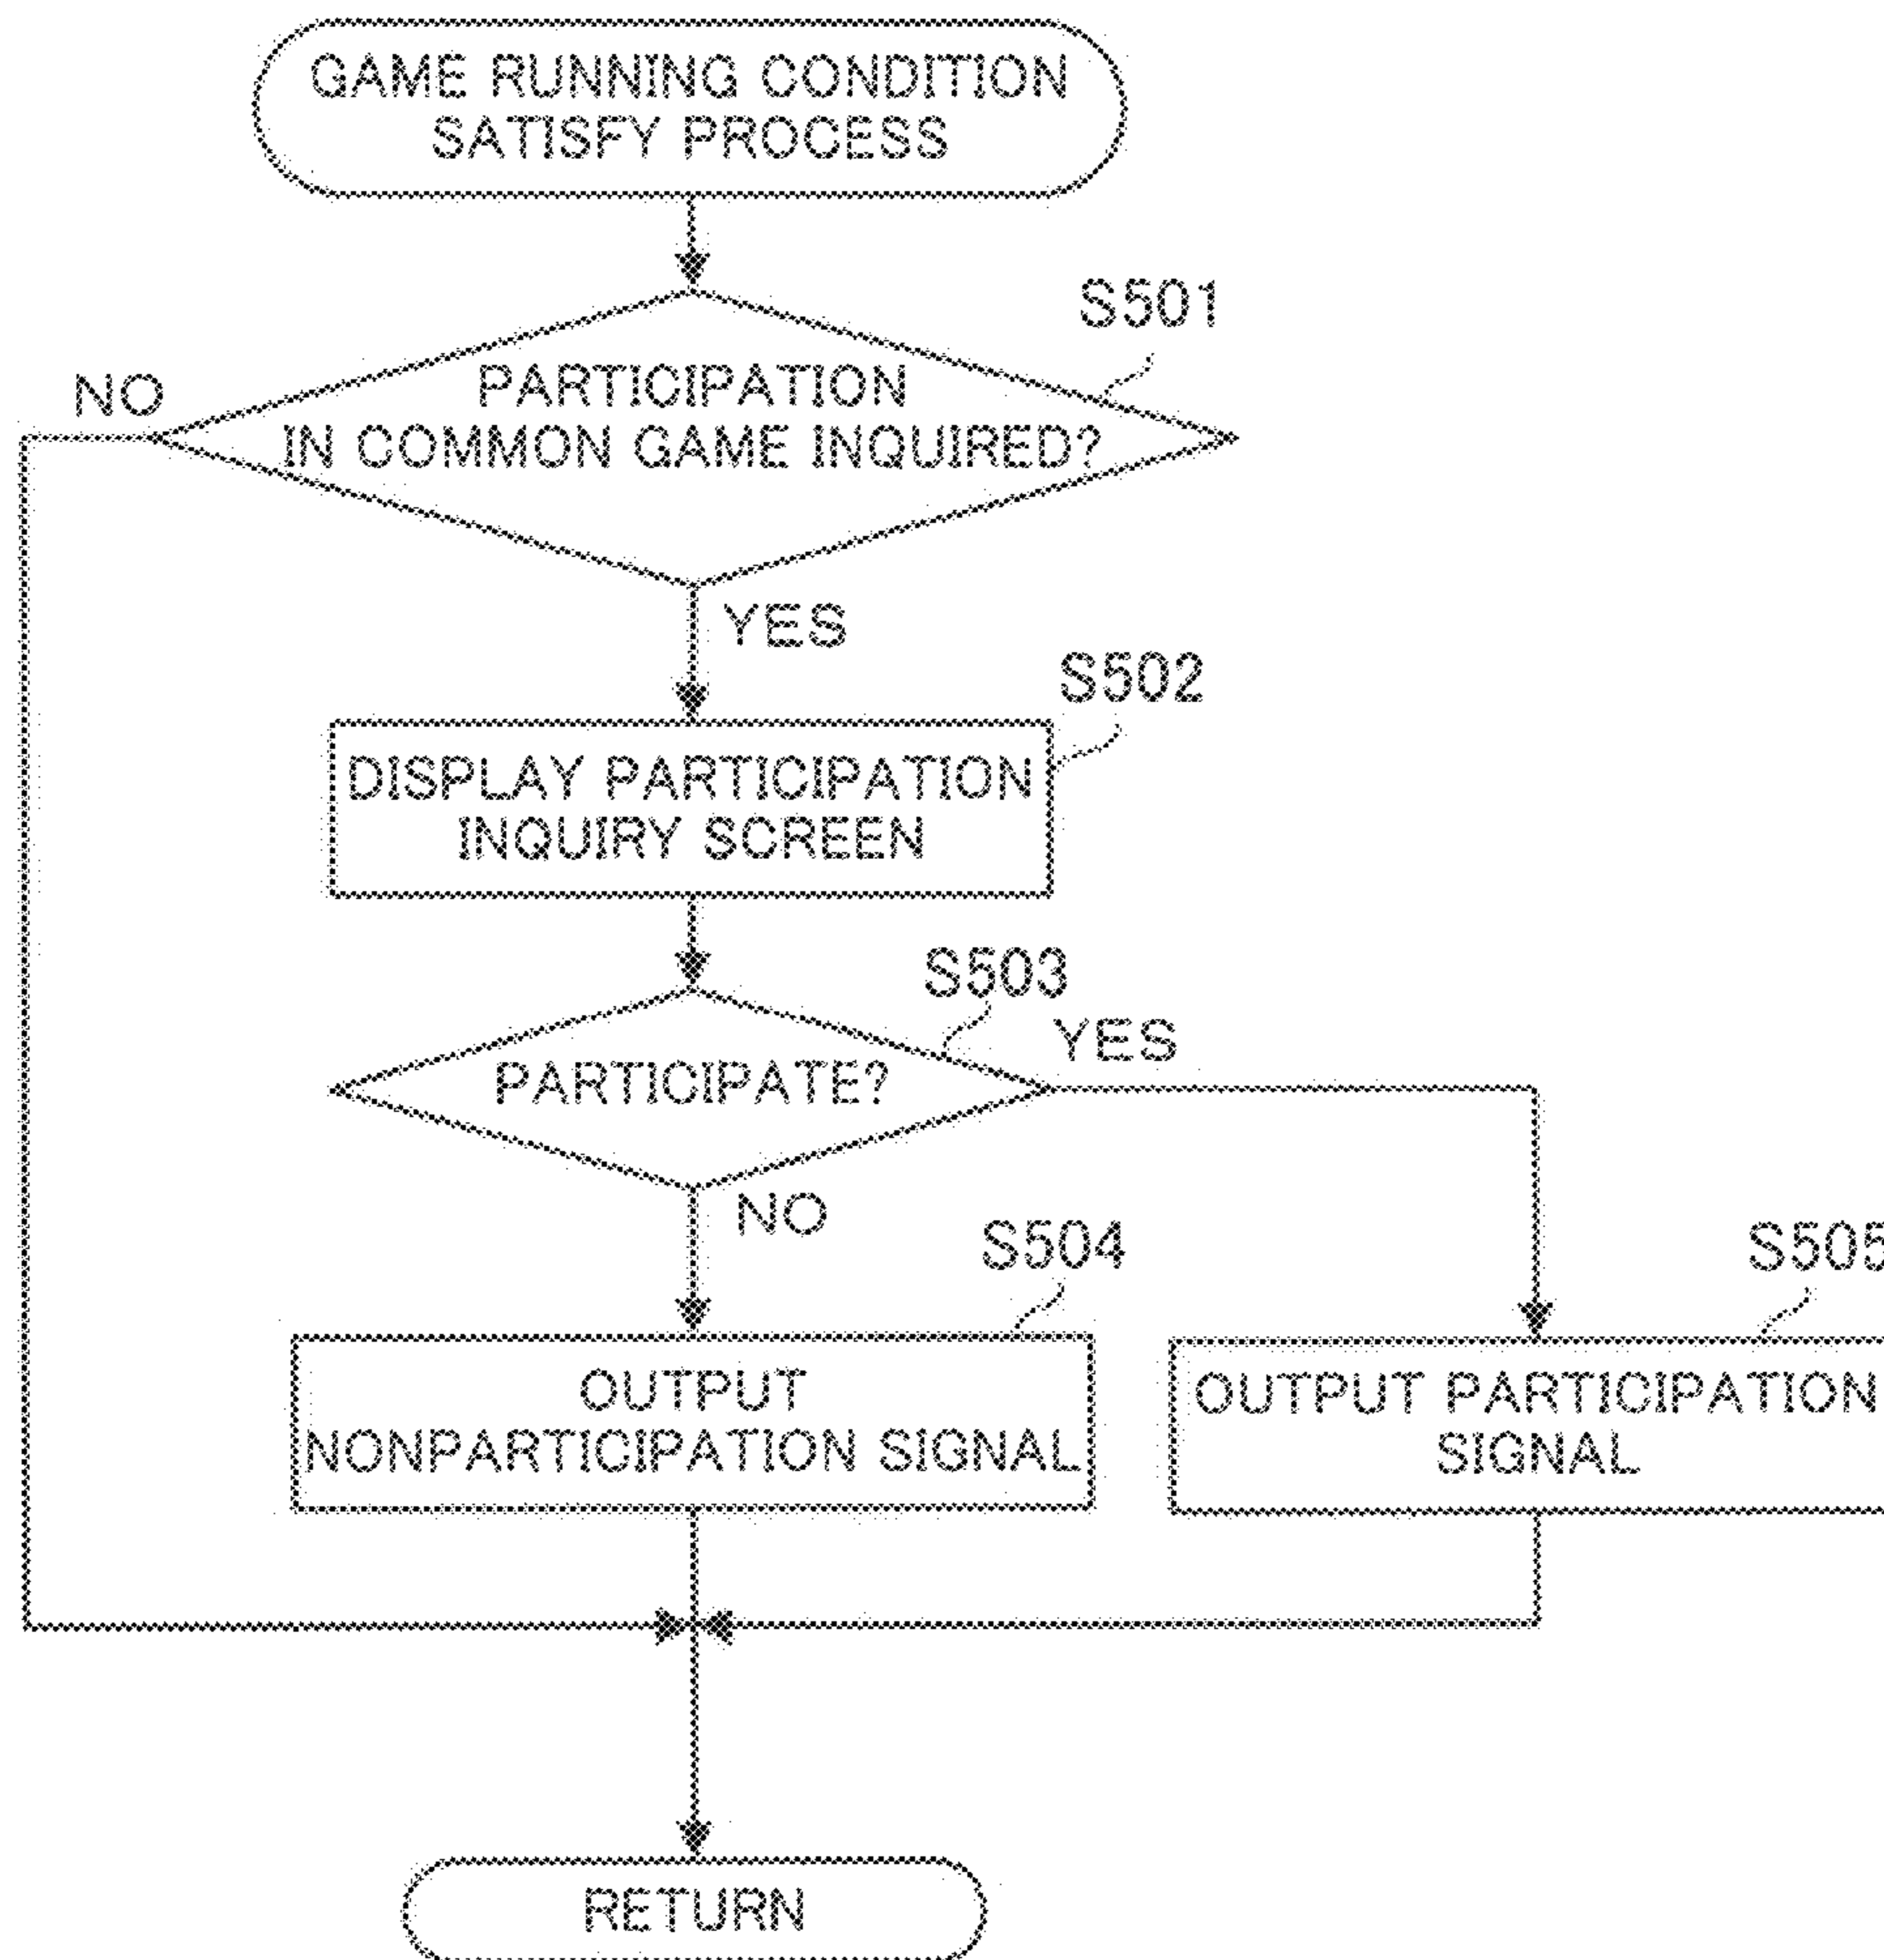 GAME RUNNING CONDITION
SATISFY PROCESS
S501
NO
PARTICIPATION
IN COMMON GAME INQUIRED?
YES
S502
DISPLAY PARTICIPATION
INQUIRY SCREEN
S503
YES
PARTICIPATE?
NO
S504
S505
OUTPUT
NONPARTICIPATION SIGNAL
OUTPUT PARTICIPATION
SIGNAL
RETURN